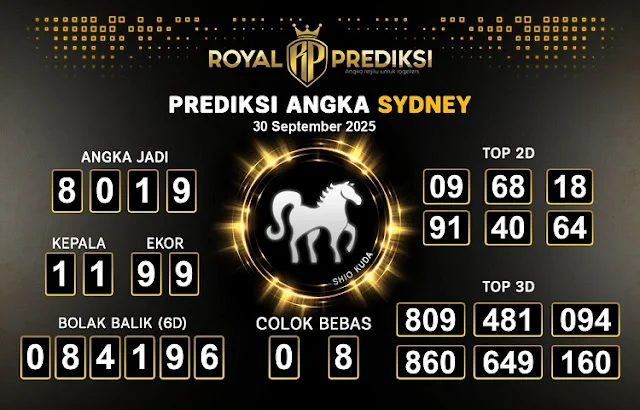 ROYAL RP PREDIKSI
PREDIKSI ANGKA SYDNEY
30 September 2025
ANGKA JADI
8 0 1 9
KEPALA EKOR
1 1 9 9
BOLAK BALIK (6D)
0 8 4 1 9 6
SHIO KUDA
COLOK BEBAS
0 8
TOP 2D
09 68 18
91 40 64
TOP 3D
809 481 094
860 649 160